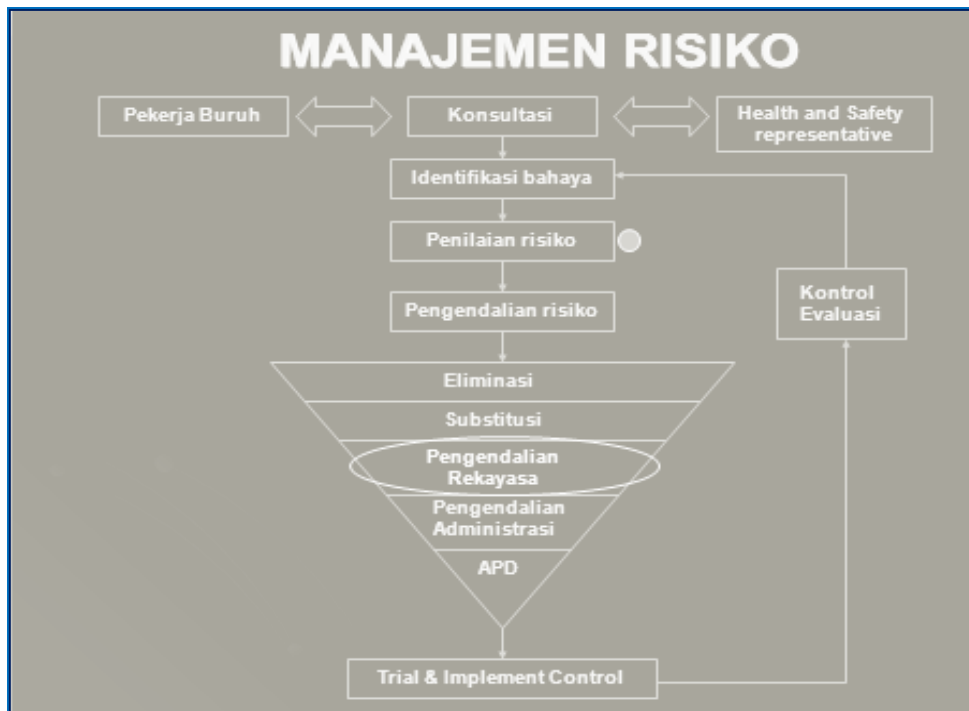 MANAJEMEN RISIKO
Pekerja Buruh
Konsultasi
Health and Safety
representative
Identifikasi bahaya
Penilaian risiko
Pengendalian risiko
Kontrol
Evaluasi
Eliminasi
Substitusi
Pengendalian
Rekayasa
Pengendalian
Administrasi
APD
Trial & Implement Control